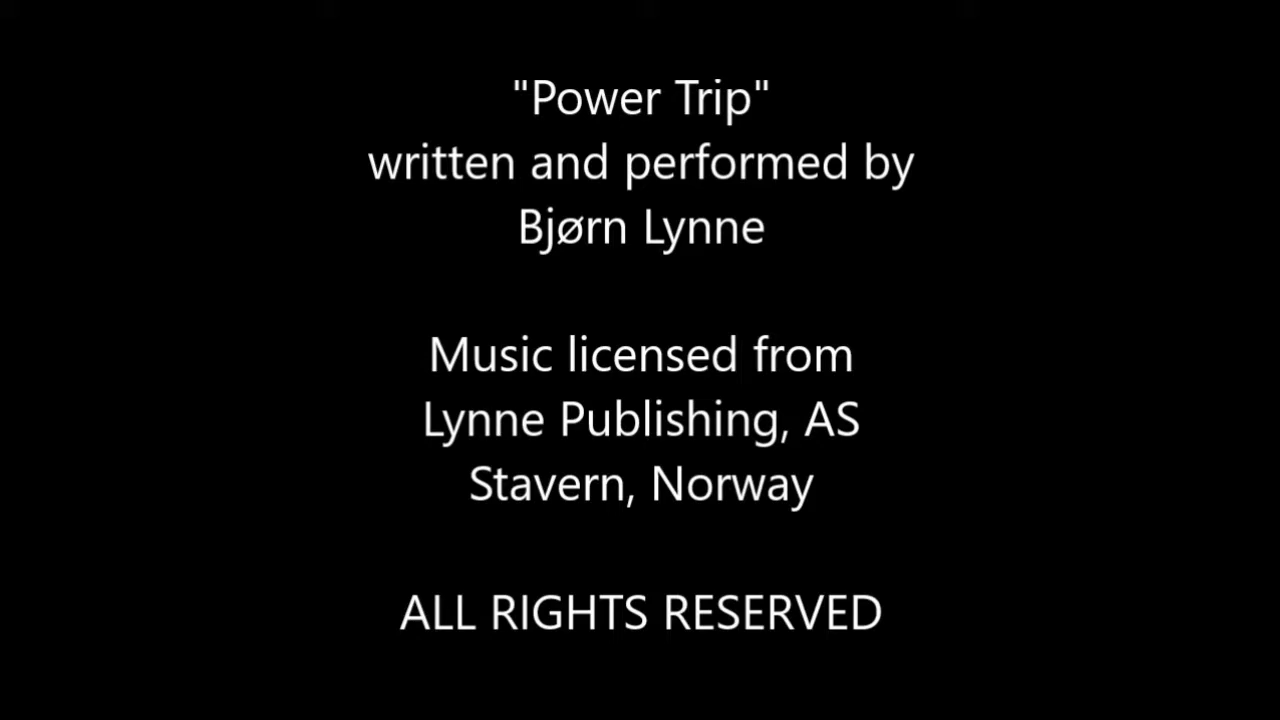 "Power Trip"
written and performed by
Bjørn Lynne
Music licensed from
Lynne Publishing, AS
Stavern, Norway
ALL RIGHTS RESERVED